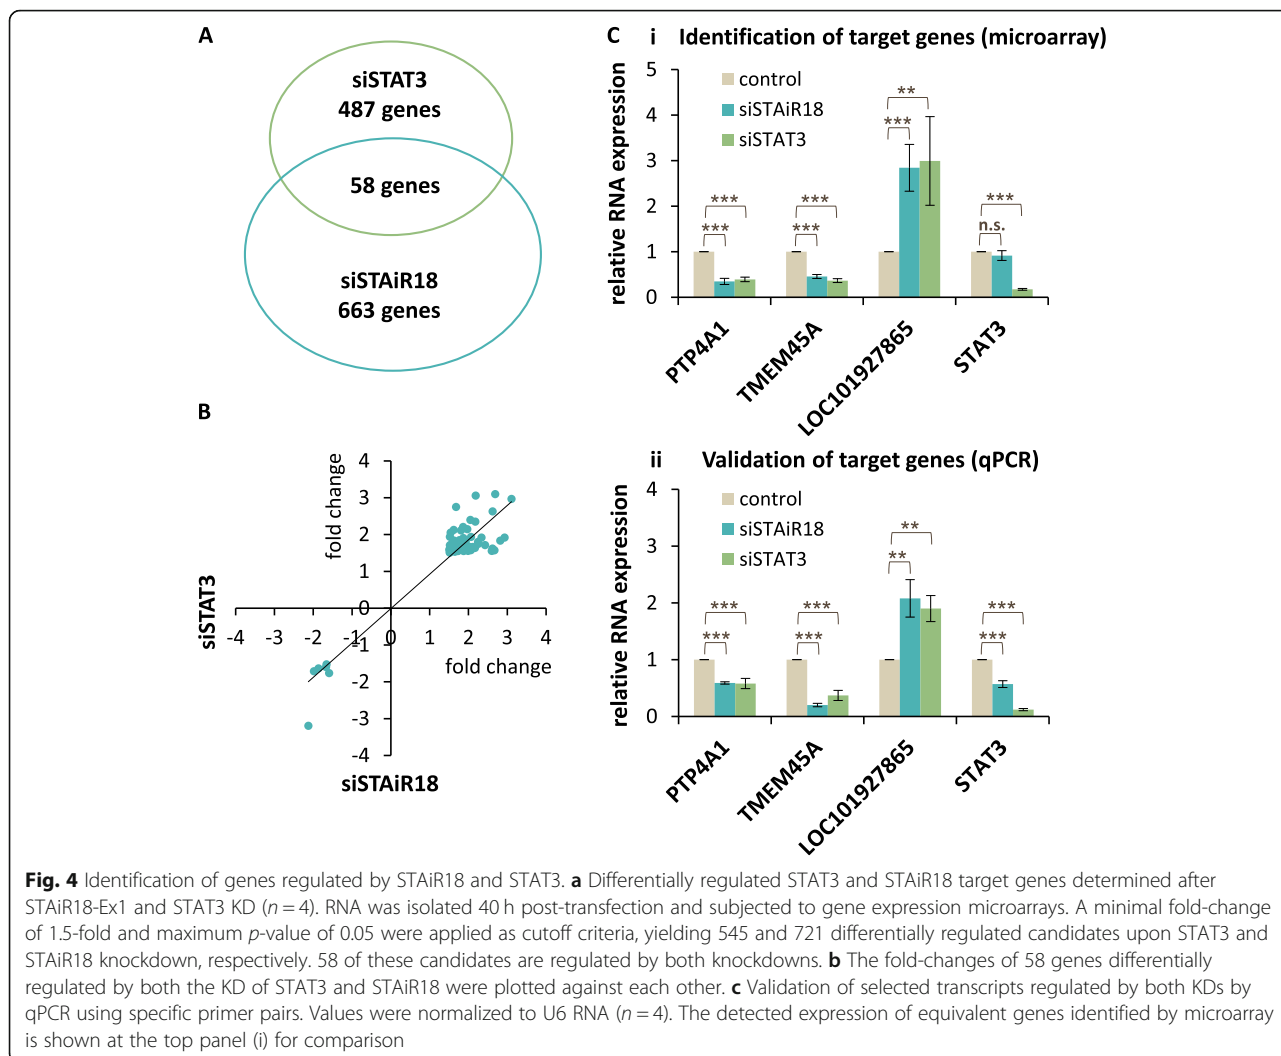 A
siSTAT3
487 genes
58 genes
siSTAiR18
663 genes
B
fold change
4
3
2
1
0
-4 -3 -2 -1 0 1 2 3 4
-1
-2
-3
-4
fold change
siSTAT3
siSTAiR18
C i Identification of target genes (microarray)
relative RNA expression
5
4
3
2
1
0
control
siSTAiR18
siSTAT3
*** ***
*** ***
** ***
*** n.s.
PTP4A1
TMEM45A
LOC101927865
STAT3
ii Validation of target genes (qPCR)
relative RNA expression
4
3
2
1
0
control
siSTAiR18
siSTAT3
*** ***
*** ***
** **
*** ***
PTP4A1
TMEM45A
LOC101927865
STAT3
Fig. 4 Identification of genes regulated by STAiR18 and STAT3. a Differentially regulated STAT3 and STAiR18 target genes determined after
STAiR18-Ex1 and STAT3 KD (n = 4). RNA was isolated 40 h post-transfection and subjected to gene expression microarrays. A minimal fold-change
of 1.5-fold and maximum p-value of 0.05 were applied as cutoff criteria, yielding 545 and 721 differentially regulated candidates upon STAT3 and
STAiR18 knockdown, respectively. 58 of these candidates are regulated by both knockdowns. b The fold-changes of 58 genes differentially
regulated by both the KD of STAT3 and STAiR18 were plotted against each other. c Validation of selected transcripts regulated by both KDs by
qPCR using specific primer pairs. Values were normalized to U6 RNA (n = 4). The detected expression of equivalent genes identified by microarray
is shown at the top panel (i) for comparison